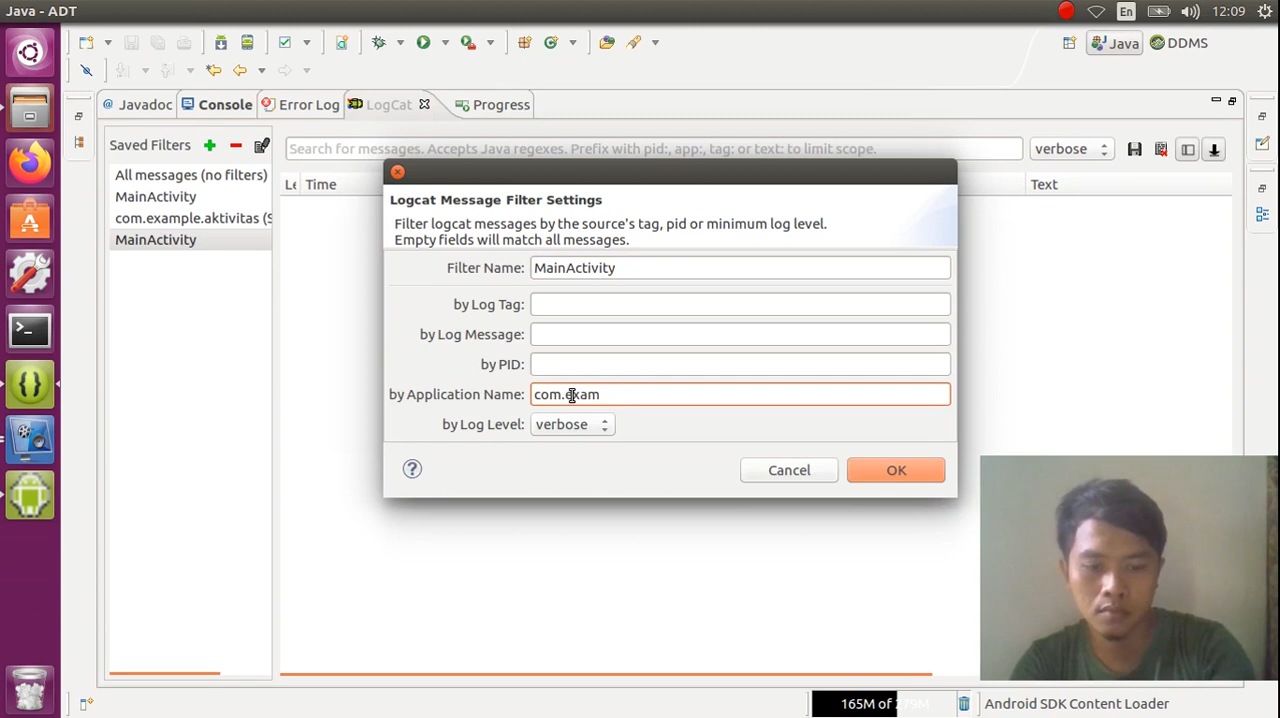 Java - ADT
En
12:09
Java
DDMS
@ Javadoc
Console
Error Log
LogCat
Progress
Saved Filters
Search for messages. Accepts Java regexes. Prefix with pid:, app:, tag: or text: to limit scope.
verbose
All messages (no filters)
MainActivity
com.example.aktivitas (S
MainActivity
Le
Time
Text
Logcat Message Filter Settings
Filter logcat messages by the source's tag, pid or minimum log level.
Empty fields will match all messages.
Filter Name:
MainActivity
by Log Tag:
by Log Message:
by PID:
by Application Name:
com.exam
by Log Level:
verbose
Cancel
OK
165M of 279M
Android SDK Content Loader